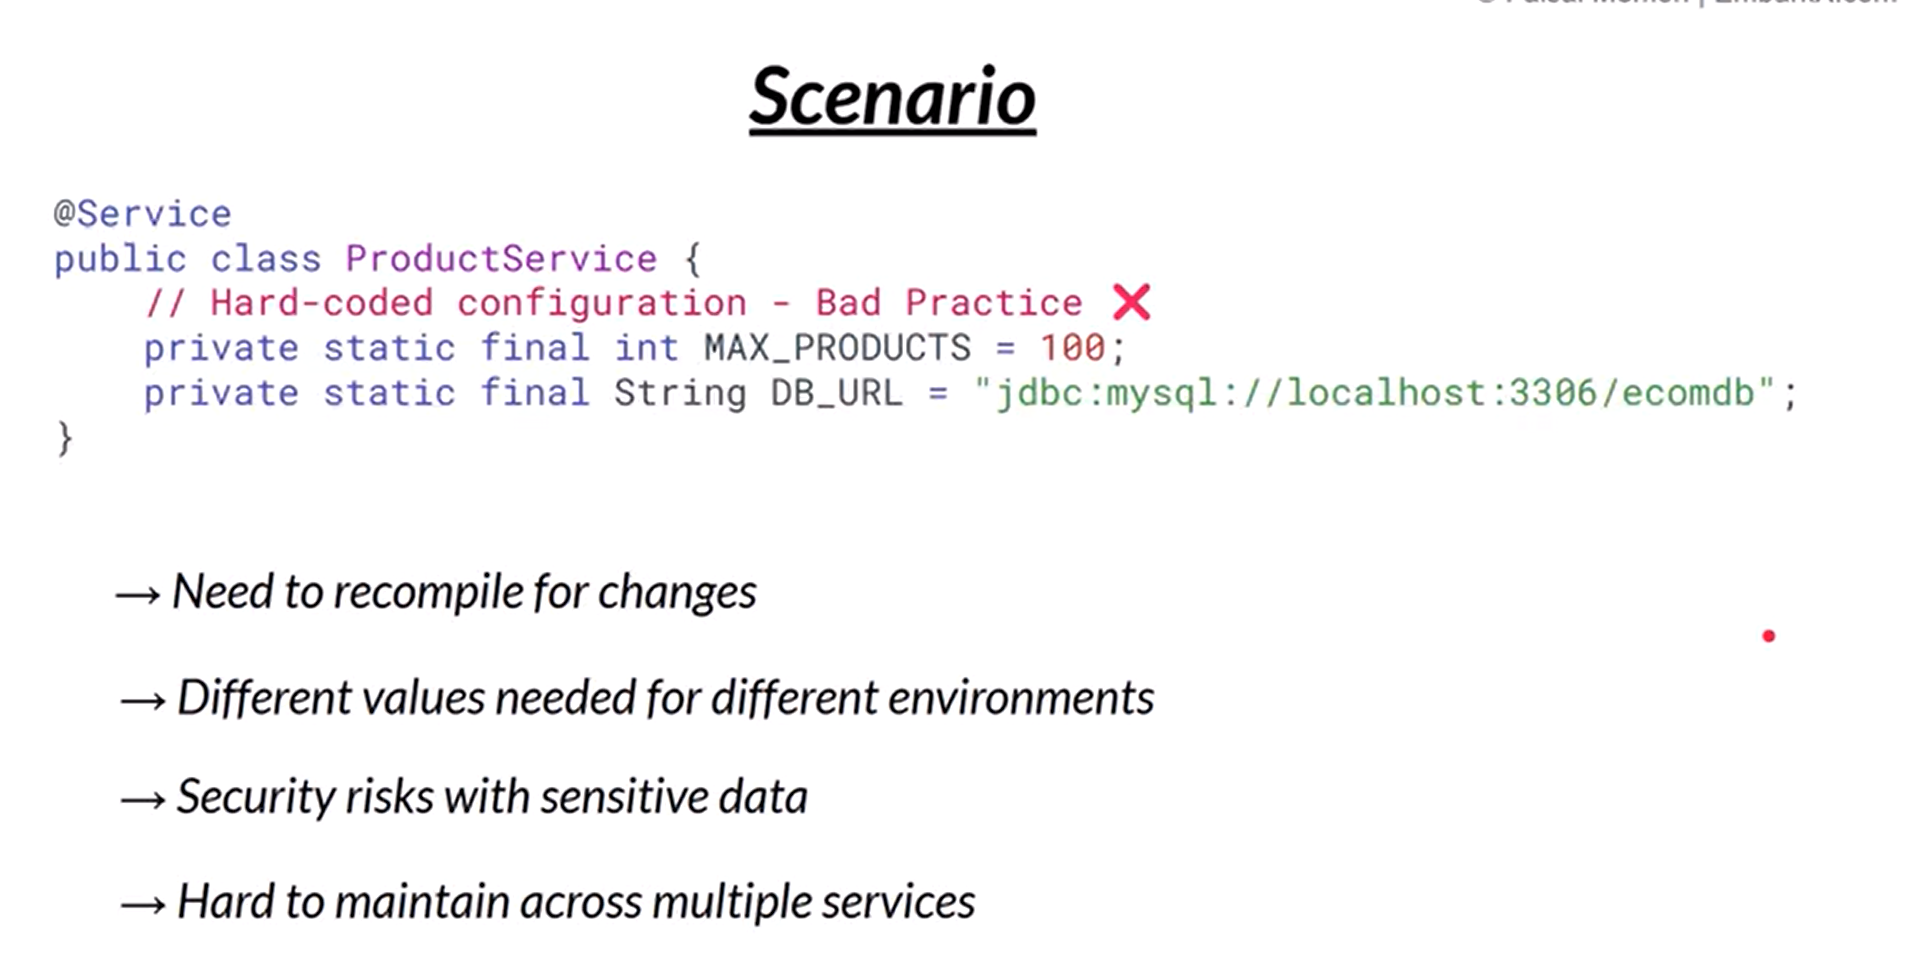 Scenario
@Service
public class ProductService {
// Hard-coded configuration - Bad Practice ❌
private static final int MAX_PRODUCTS = 100;
private static final String DB_URL = "jdbc:mysql://localhost:3306/ecomdb";
}
→ Need to recompile for changes
→ Different values needed for different environments
→ Security risks with sensitive data
→ Hard to maintain across multiple services